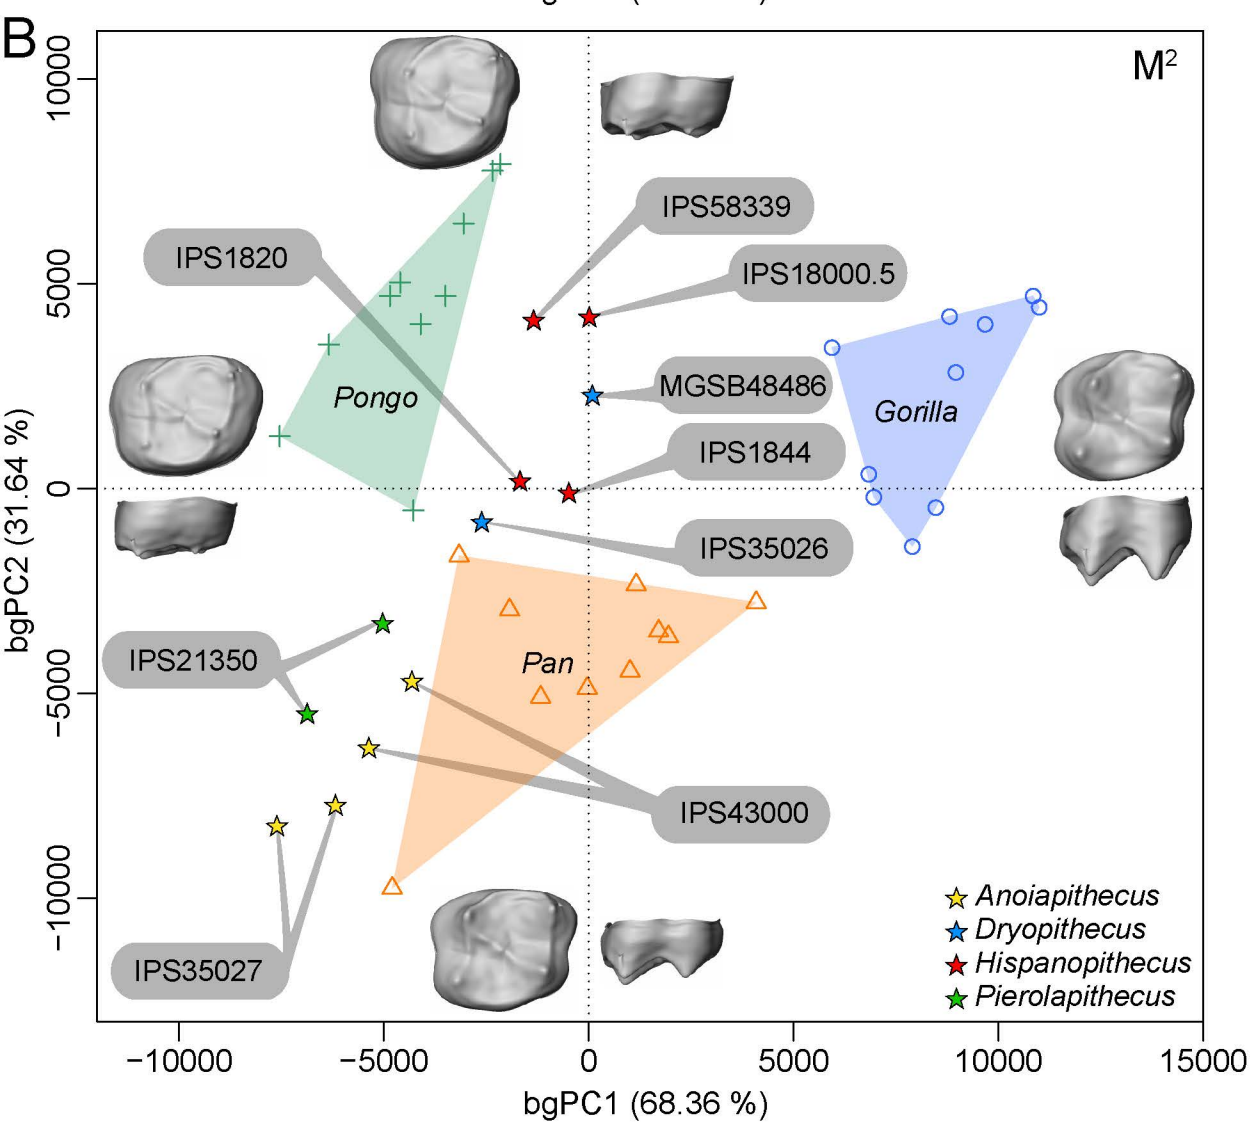 B
M²
10000
5000
0
−5000
−10000
bgPC2 (31.64 %)
IPS58339
IPS1820
IPS18000.5
MGSB48486
Pongo
Gorilla
IPS1844
IPS35026
IPS21350
Pan
IPS43000
IPS35027
Anoiapithecus
Dryopithecus
Hispanopithecus
Pierolapithecus
−10000
−5000
0
5000
10000
15000
bgPC1 (68.36 %)